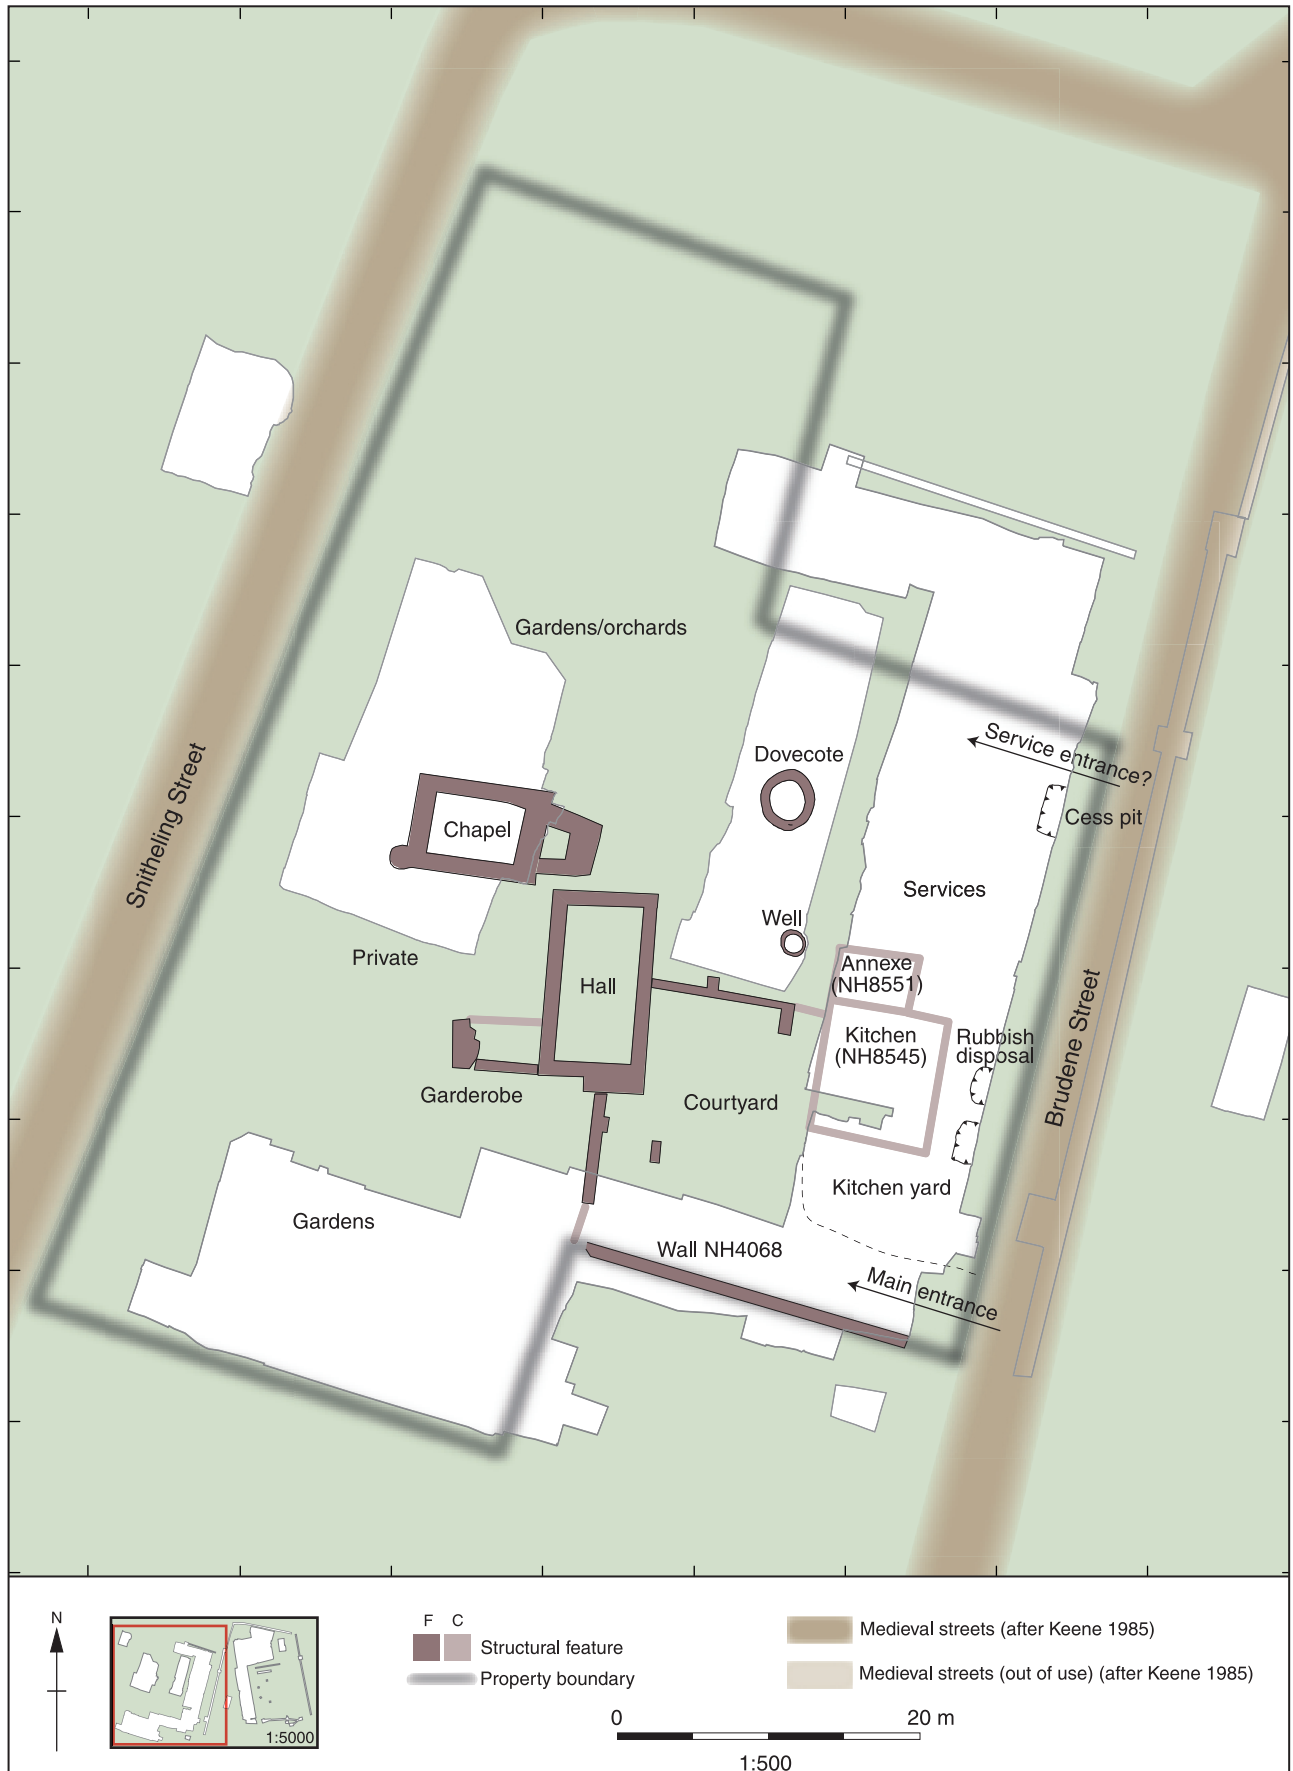 Gardens/orchards
Snitheling Street
Service entrance?
Dovecote
Cess pit
Chapel
Services
Well
Private
Annexe
(NH8551)
Hall
Kitchen
(NH8545)
Rubbish
disposal
Brudene Street
Garderobe
Courtyard
Kitchen yard
Gardens
Wall NH4068
Main entrance
N
1:5000
F C
Structural feature
Property boundary
Medieval streets (after Keene 1985)
Medieval streets (out of use) (after Keene 1985)
0 20 m
1:500